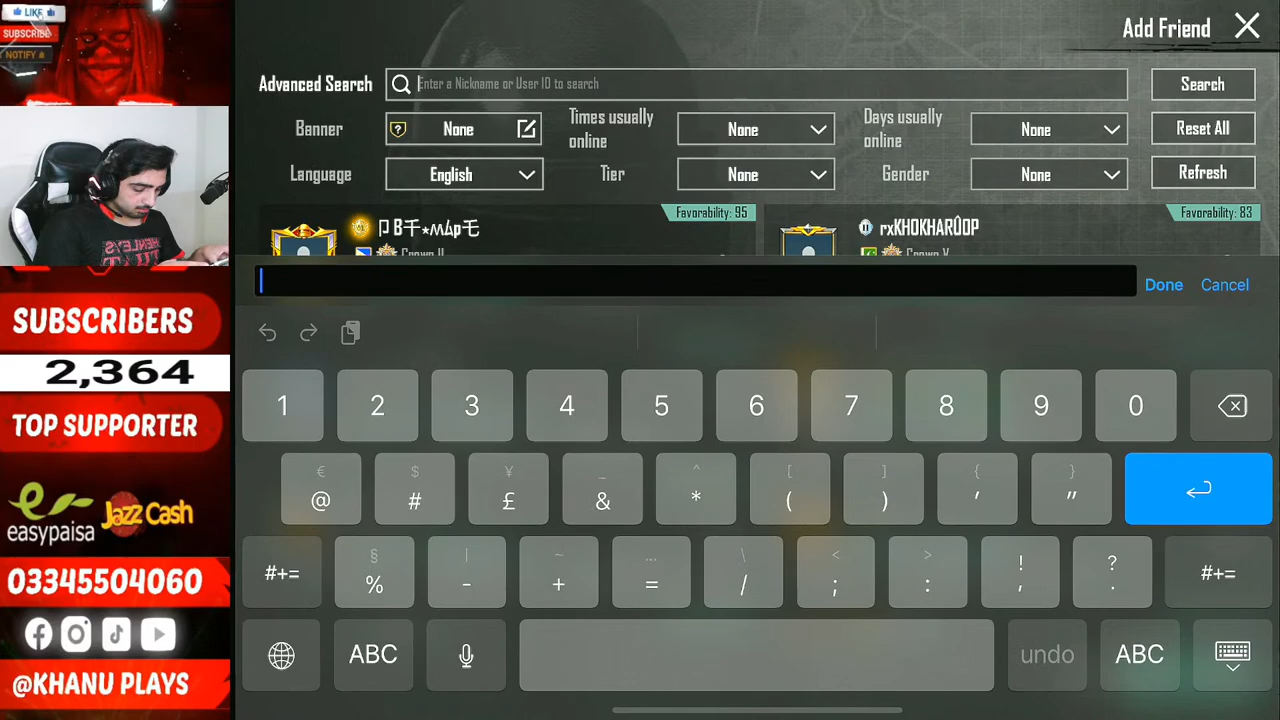 LIKE
SUBSCRIBE
NOTIFY
SUBSCRIBERS
2,364
TOP SUPPORTER
easypaisa
JazzCash
03345504060
@KHANU PLAYS
Add Friend
Advanced Search
Enter a Nickname or User ID to search
Search
Banner
None
Times usually online
None
Days usually online
None
Reset All
Language
English
Tier
None
Gender
None
Refresh
Favorability: 95
Crown II
Favorability: 83
rxKHOKHARÛOP
Crown V
Done
Cancel
1 2 3 4 5 6 7 8 9 0
€ $ ¥ _ ^ [ ] { }
@ # £ & * ( ) ' "
§ | ~ … \ < > ! ?
#+= % - + = / ; : , . #+=
ABC
undo
ABC